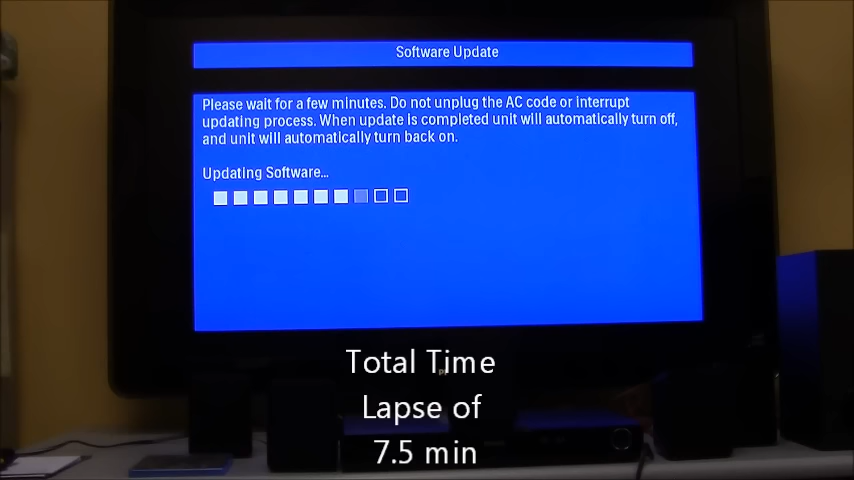 Software Update
Please wait for a few minutes. Do not unplug the AC code or interrupt
updating process. When update is completed unit will automatically turn off,
and unit will automatically turn back on.
Updating Software...
Total Time
Lapse of
7.5 min